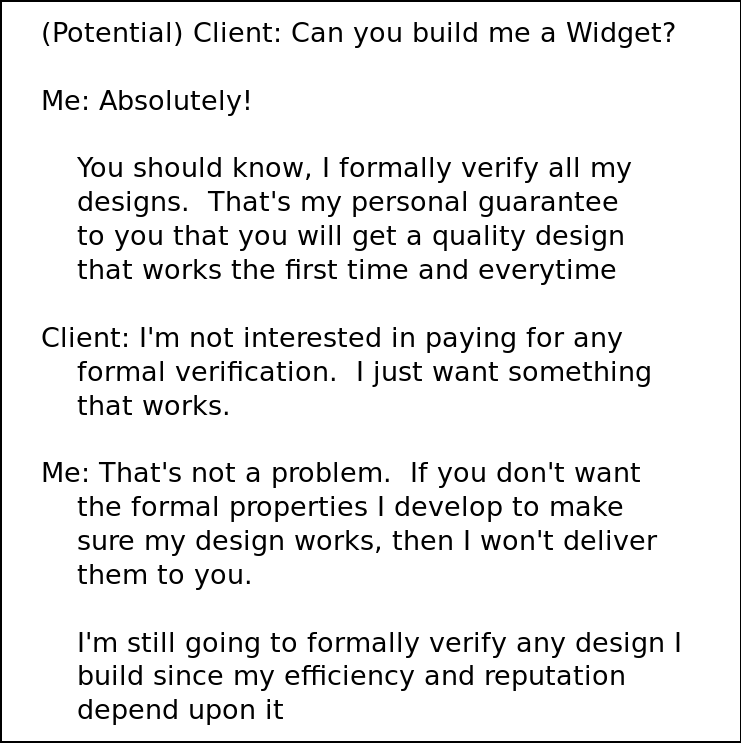 (Potential) Client: Can you build me a Widget?
Me: Absolutely!
You should know, I formally verify all my
designs.  That's my personal guarantee
to you that you will get a quality design
that works the first time and everytime
Client: I'm not interested in paying for any
formal verification.  I just want something
that works.
Me: That's not a problem.  If you don't want
the formal properties I develop to make
sure my design works, then I won't deliver
them to you.
I'm still going to formally verify any design I
build since my efficiency and reputation
depend upon it